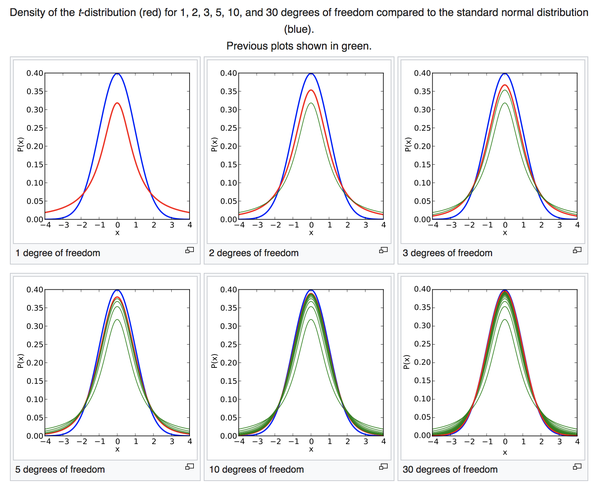 Density of the t-distribution (red) for 1, 2, 3, 5, 10, and 30 degrees of freedom compared to the standard normal distribution
(blue).
Previous plots shown in green.
0.40
0.35
0.30
0.25
0.20
0.15
0.10
0.05
0.00
P(x)
−4 −3 −2 −1 0 1 2 3 4
x
1 degree of freedom
0.40
0.35
0.30
0.25
0.20
0.15
0.10
0.05
0.00
P(x)
−4 −3 −2 −1 0 1 2 3 4
x
2 degrees of freedom
0.40
0.35
0.30
0.25
0.20
0.15
0.10
0.05
0.00
P(x)
−4 −3 −2 −1 0 1 2 3 4
x
3 degrees of freedom
0.40
0.35
0.30
0.25
0.20
0.15
0.10
0.05
0.00
P(x)
−4 −3 −2 −1 0 1 2 3 4
x
5 degrees of freedom
0.40
0.35
0.30
0.25
0.20
0.15
0.10
0.05
0.00
P(x)
−4 −3 −2 −1 0 1 2 3 4
x
10 degrees of freedom
0.40
0.35
0.30
0.25
0.20
0.15
0.10
0.05
0.00
P(x)
−4 −3 −2 −1 0 1 2 3 4
x
30 degrees of freedom